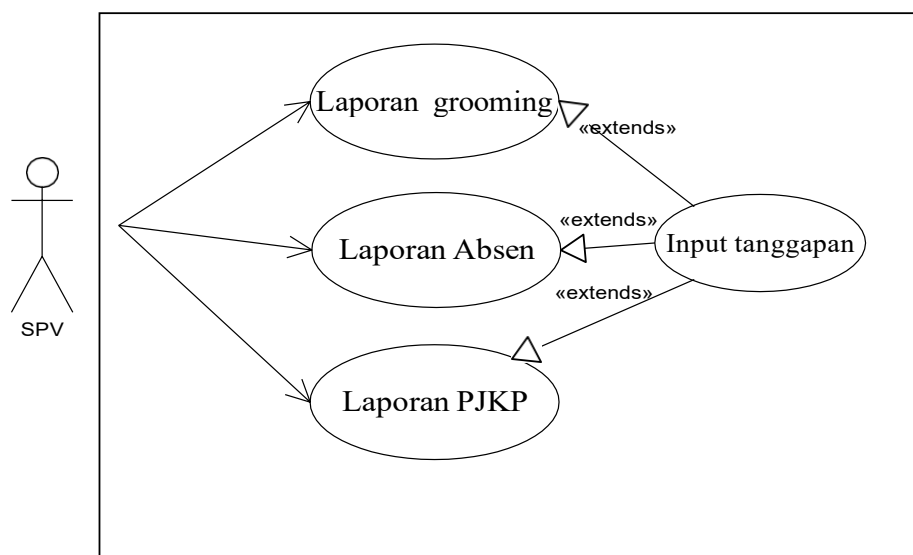 Laporan grooming
«extends»
«extends»
Laporan Absen
Input tanggapan
«extends»
SPV
Laporan PJKP